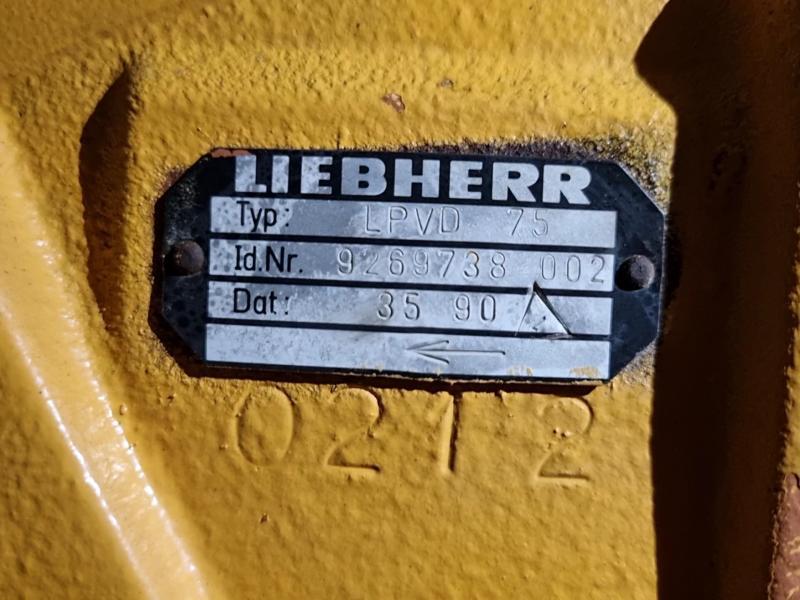 LIEBHERR
Typ: LPVD 75
Id.Nr. 9269738 002
Dat: 35 90
0212